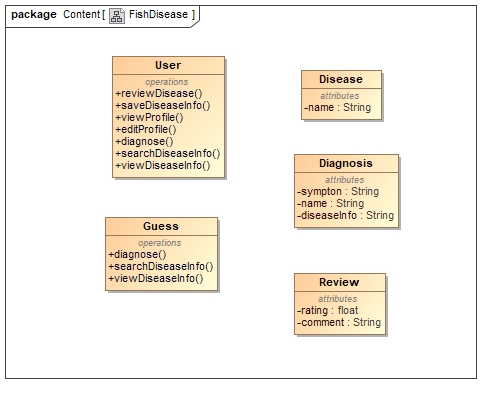 package Content [ FishDisease ]
User
operations
+reviewDisease()
+saveDiseaseInfo()
+viewProfile()
+editProfile()
+diagnose()
+searchDiseaseInfo()
+viewDiseaseInfo()
Disease
attributes
-name : String
Diagnosis
attributes
-sympton : String
-name : String
-diseaseInfo : String
Guess
operations
+diagnose()
+searchDiseaseInfo()
+viewDiseaseInfo()
Review
attributes
-rating : float
-comment : String